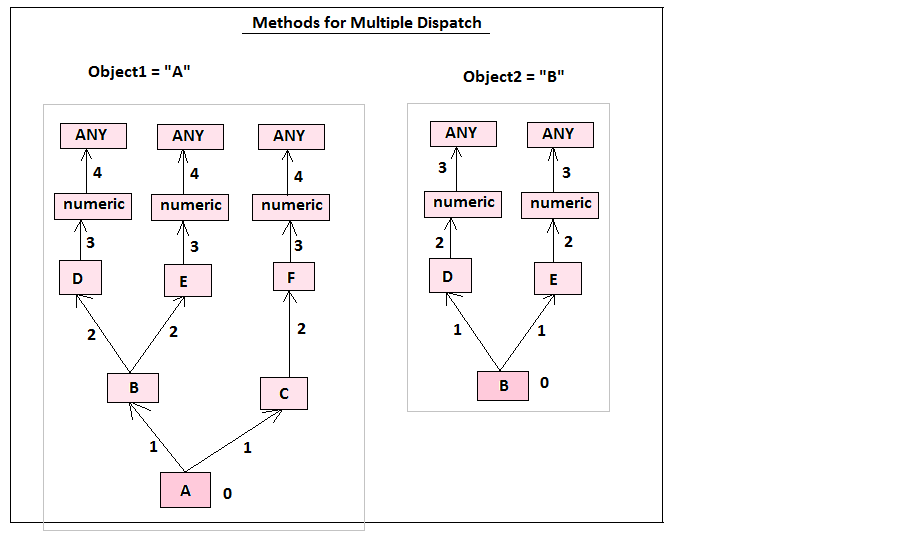 Methods for Multiple Dispatch
Object1 = "A"
Object2 = "B"
ANY ANY ANY
4 4 4
numeric numeric numeric
3 3 3
D E F
2 2 2
B C
1 1
A 0
ANY ANY
3 3
numeric numeric
2 2
D E
1 1
B 0